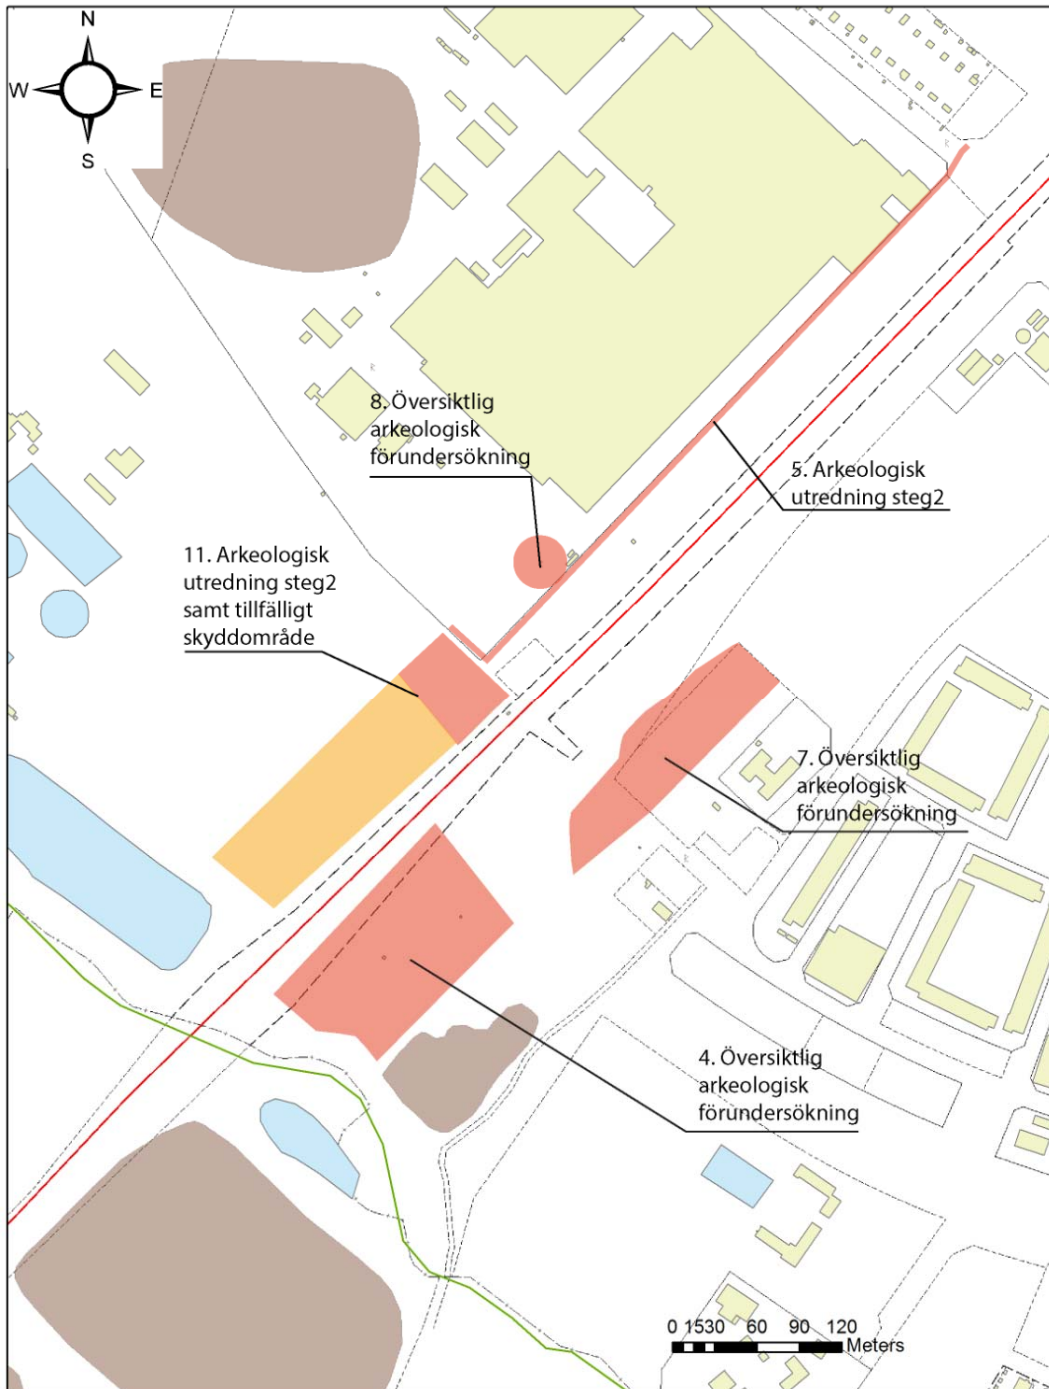 N
W E
S
8. Översiktlig
arkeologisk
förundersökning
5. Arkeologisk
utredning steg2
11. Arkeologisk
utredning steg2
samt tillfälligt
skyddområde
7. Översiktlig
arkeologisk
förundersökning
4. Översiktlig
arkeologisk
förundersökning
0 1530 60 90 120
Meters
R
R
R